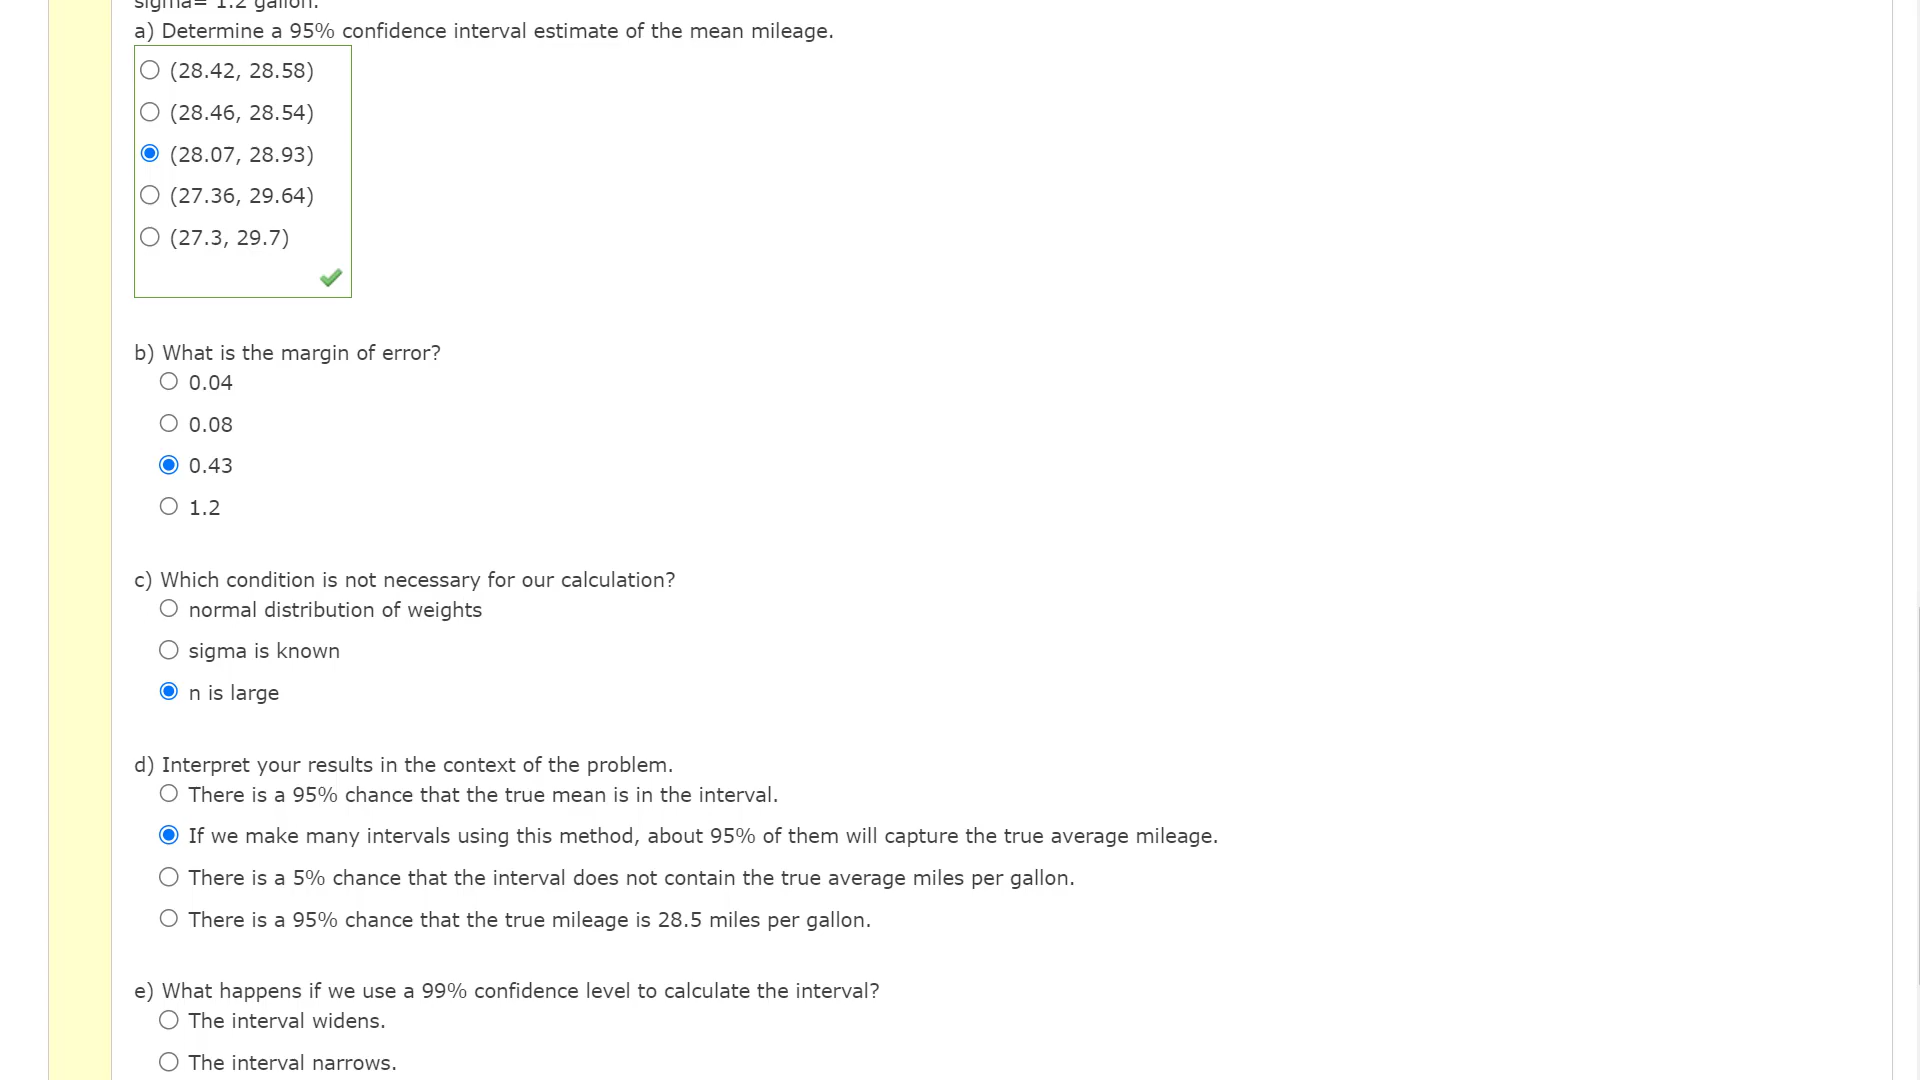 sigma= 1.2 gallon.
a) Determine a 95% confidence interval estimate of the mean mileage.
(28.42, 28.58)
(28.46, 28.54)
(28.07, 28.93)
(27.36, 29.64)
(27.3, 29.7)
b) What is the margin of error?
0.04
0.08
0.43
1.2
c) Which condition is not necessary for our calculation?
normal distribution of weights
sigma is known
n is large
d) Interpret your results in the context of the problem.
There is a 95% chance that the true mean is in the interval.
If we make many intervals using this method, about 95% of them will capture the true average mileage.
There is a 5% chance that the interval does not contain the true average miles per gallon.
There is a 95% chance that the true mileage is 28.5 miles per gallon.
e) What happens if we use a 99% confidence level to calculate the interval?
The interval widens.
The interval narrows.